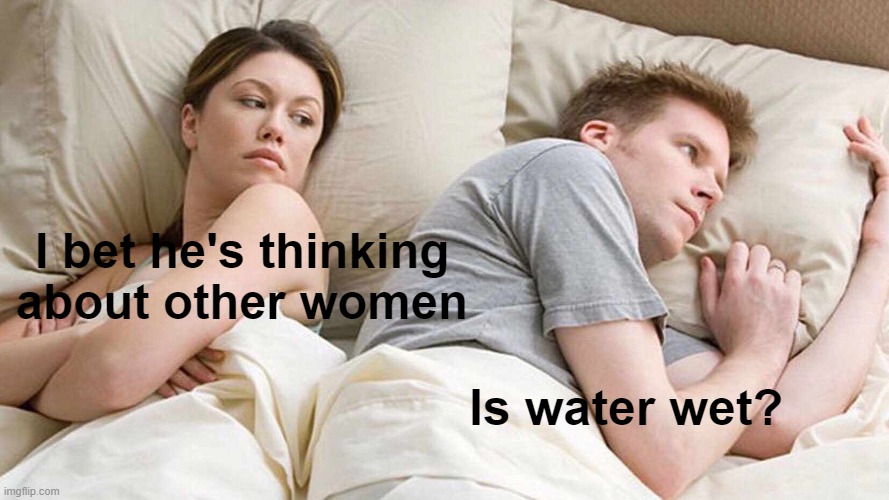 I bet he's thinking
about other women
Is water wet?
imgflip.com